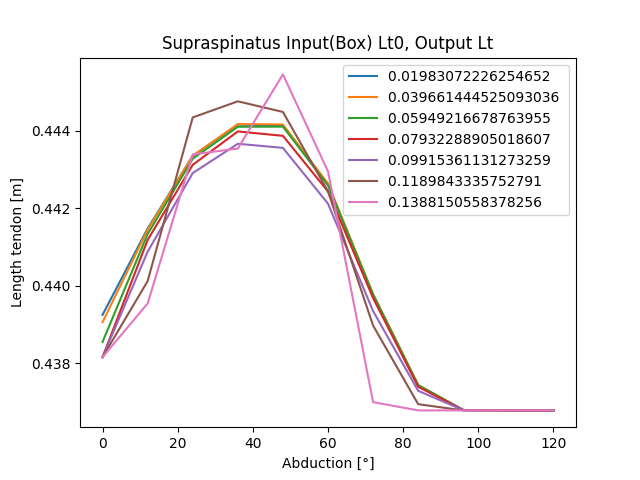 Supraspinatus Input(Box) Lt0, Output Lt
0.01983072226254652
0.039661444525093036
0.05949216678763955
0.07932288905018607
0.09915361131273259
0.1189843335752791
0.1388150558378256
0.444
0.442
0.440
0.438
Length tendon [m]
0 20 40 60 80 100 120
Abduction [°]